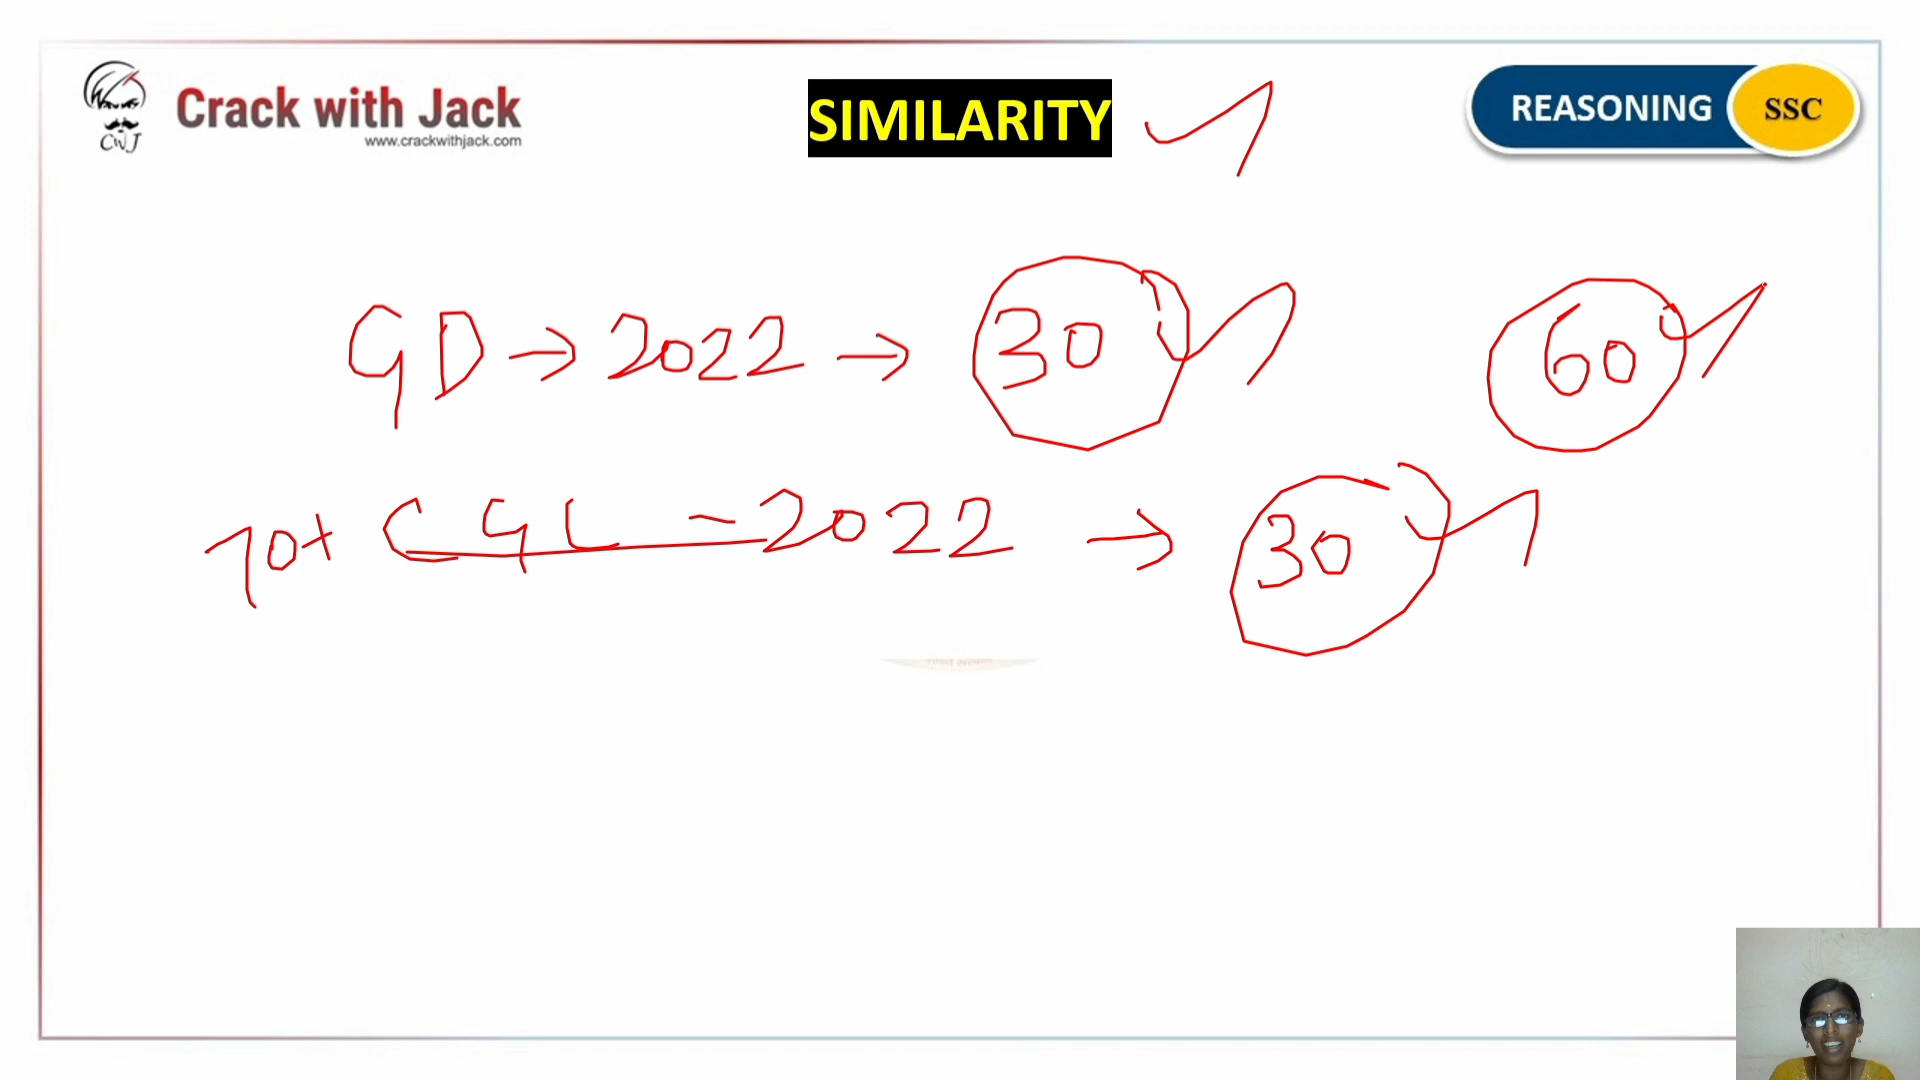 Crack with Jack
www.crackwithjack.com
CWJ
SIMILARITY
REASONING SSC
GD → 2022 → 30 60
70+ CGL - 2022 → 30